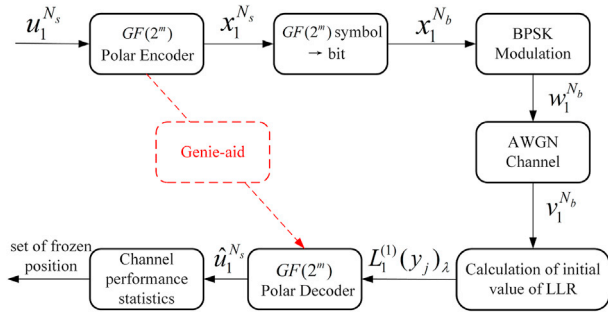 u_1^{N_s}
GF(2^m)
Polar Encoder
x_1^{N_s}
GF(2^m) symbol
→ bit
x_1^{N_b}
BPSK
Modulation
w_1^{N_b}
AWGN
Channel
v_1^{N_b}
Genie-aid
set of frozen
position
Channel
performance
statistics
û_1^{N_s}
GF(2^m)
Polar Decoder
L_1^{(1)}(y_j)_λ
Calculation of initial
value of LLR